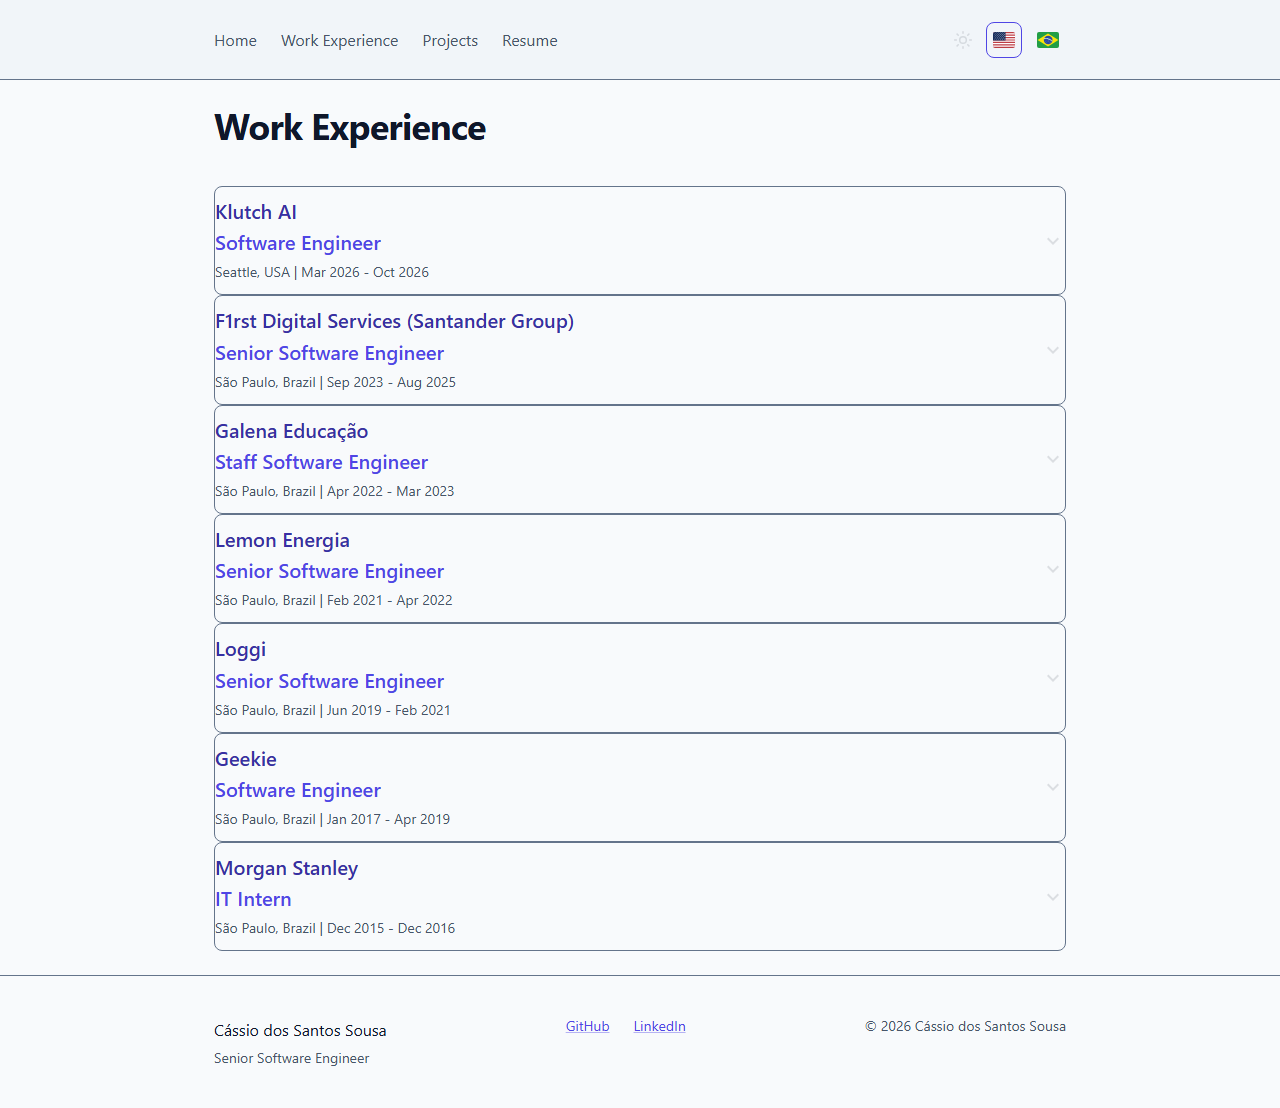 Home
Work Experience
Projects
Resume
Work Experience
Klutch AI
Software Engineer
Seattle, USA | Mar 2026 - Oct 2026
F1rst Digital Services (Santander Group)
Senior Software Engineer
São Paulo, Brazil | Sep 2023 - Aug 2025
Galena Educação
Staff Software Engineer
São Paulo, Brazil | Apr 2022 - Mar 2023
Lemon Energia
Senior Software Engineer
São Paulo, Brazil | Feb 2021 - Apr 2022
Loggi
Senior Software Engineer
São Paulo, Brazil | Jun 2019 - Feb 2021
Geekie
Software Engineer
São Paulo, Brazil | Jan 2017 - Apr 2019
Morgan Stanley
IT Intern
São Paulo, Brazil | Dec 2015 - Dec 2016
Cássio dos Santos Sousa
Senior Software Engineer
GitHub
LinkedIn
© 2026 Cássio dos Santos Sousa